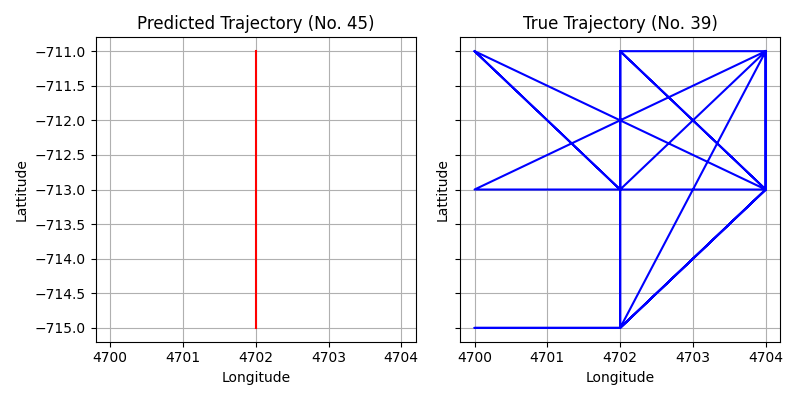 Predicted Trajectory (No. 45)
True Trajectory (No. 39)
Lattitude
−711.0
−711.5
−712.0
−712.5
−713.0
−713.5
−714.0
−714.5
−715.0
4700 4701 4702 4703 4704
Longitude
Lattitude
4700 4701 4702 4703 4704
Longitude